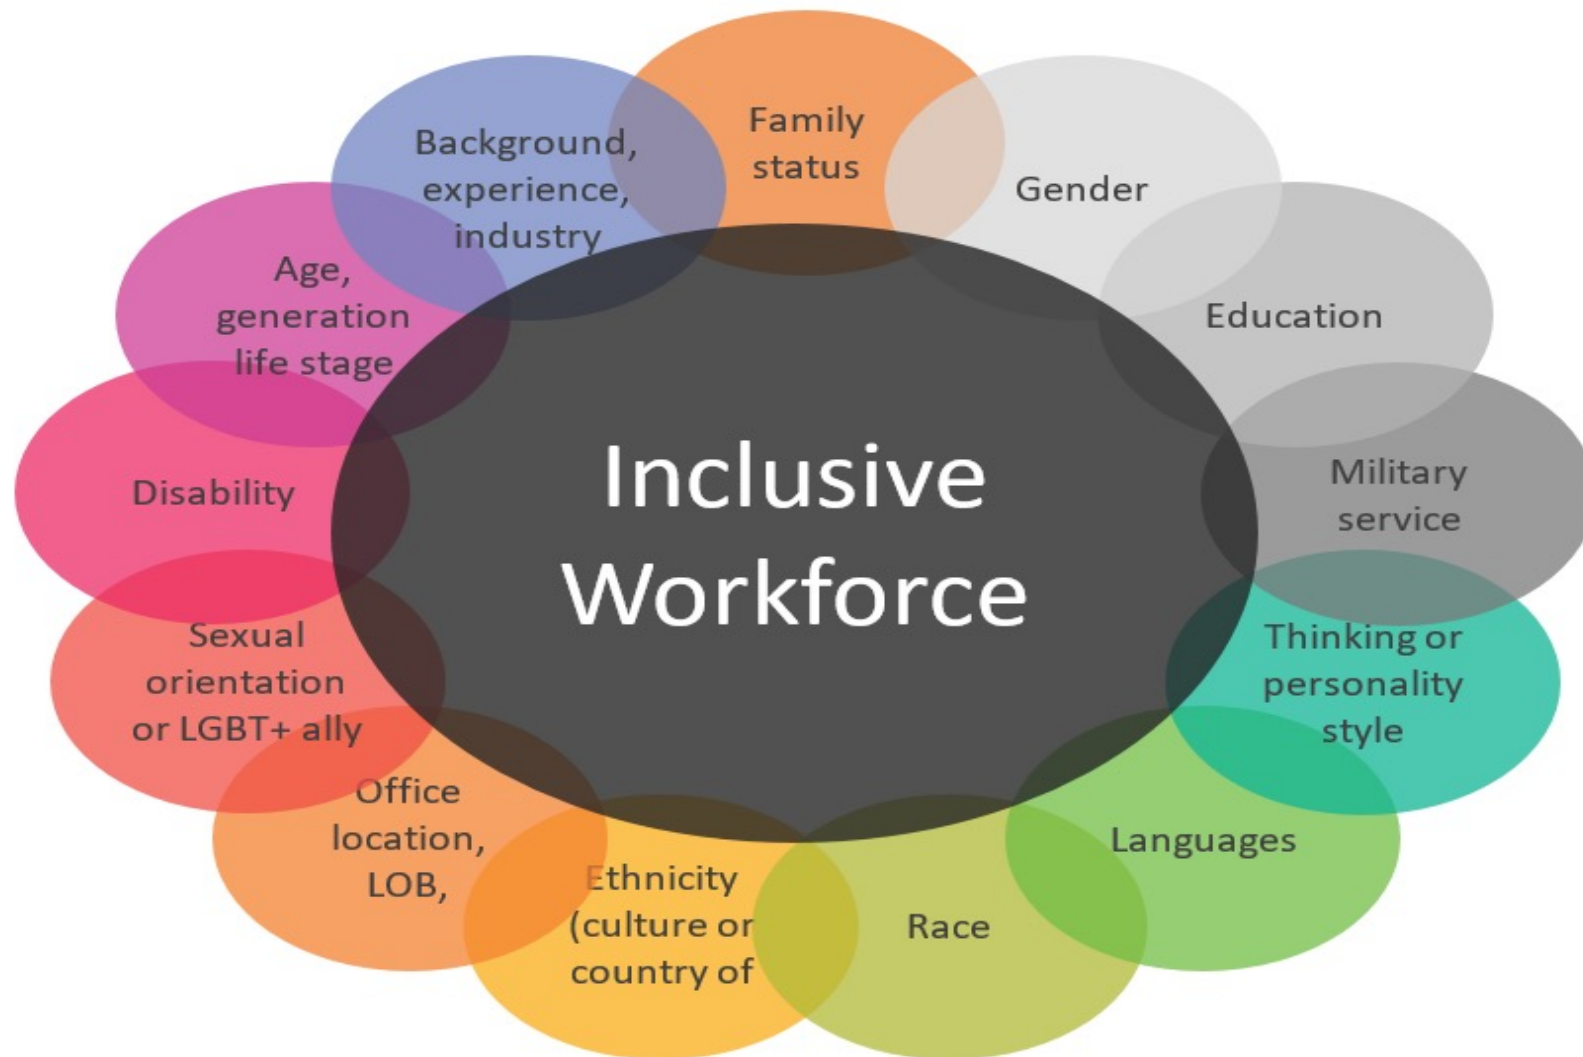 Family
status
Gender
Education
Military
service
Thinking or
personality
style
Languages
Race
Ethnicity
(culture or
country of
Office
location,
LOB,
Sexual
orientation
or LGBT+ ally
Disability
Age,
generation
life stage
Background,
experience,
industry
Inclusive
Workforce